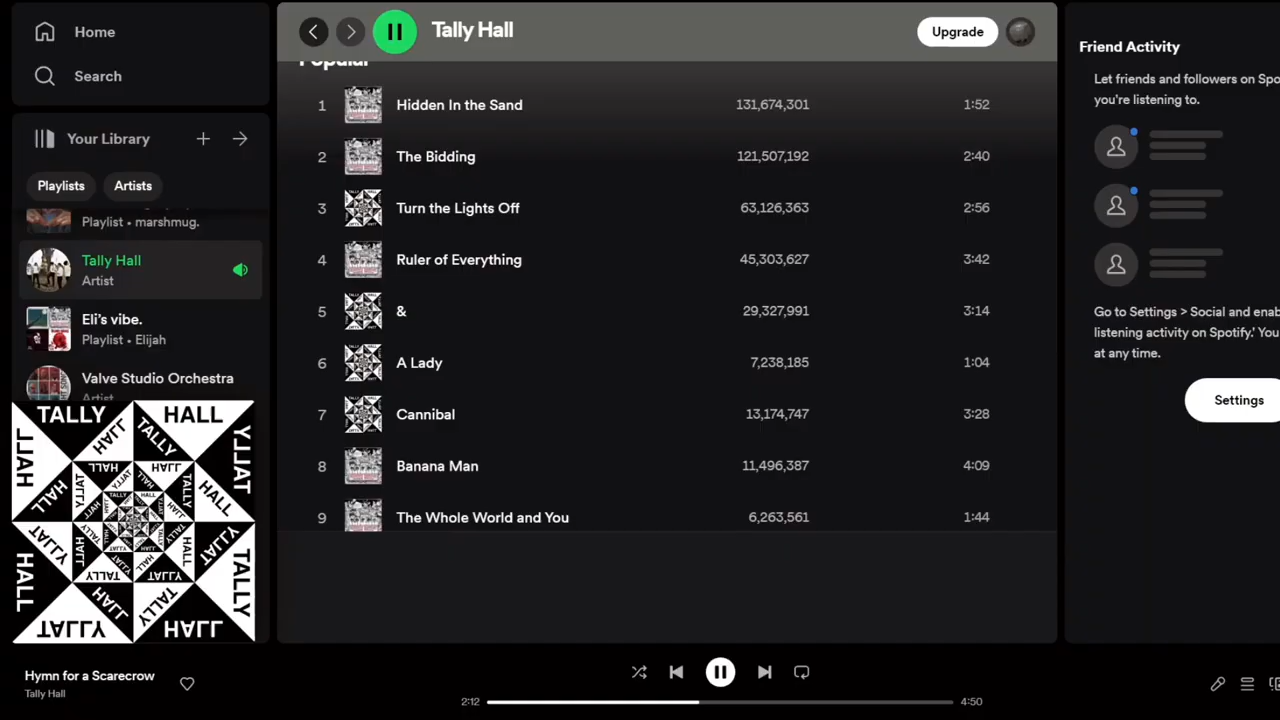 Home
Search
Your Library
Playlists
Artists
Playlist • marshmug.
Tally Hall
Artist
Eli's vibe.
Playlist • Elijah
Valve Studio Orchestra
Artist
TALLY HALL
Hymn for a Scarecrow
Tally Hall
Tally Hall
Upgrade
Popular
1 Hidden In the Sand 131,674,301 1:52
2 The Bidding 121,507,192 2:40
3 Turn the Lights Off 63,126,363 2:56
4 Ruler of Everything 45,303,627 3:42
5 & 29,327,991 3:14
6 A Lady 7,238,185 1:04
7 Cannibal 13,174,747 3:28
8 Banana Man 11,496,387 4:09
9 The Whole World and You 6,263,561 1:44
2:12
4:50
Friend Activity
Let friends and followers on Spo
you're listening to.
Go to Settings > Social and enab
listening activity on Spotify.' You
at any time.
Settings